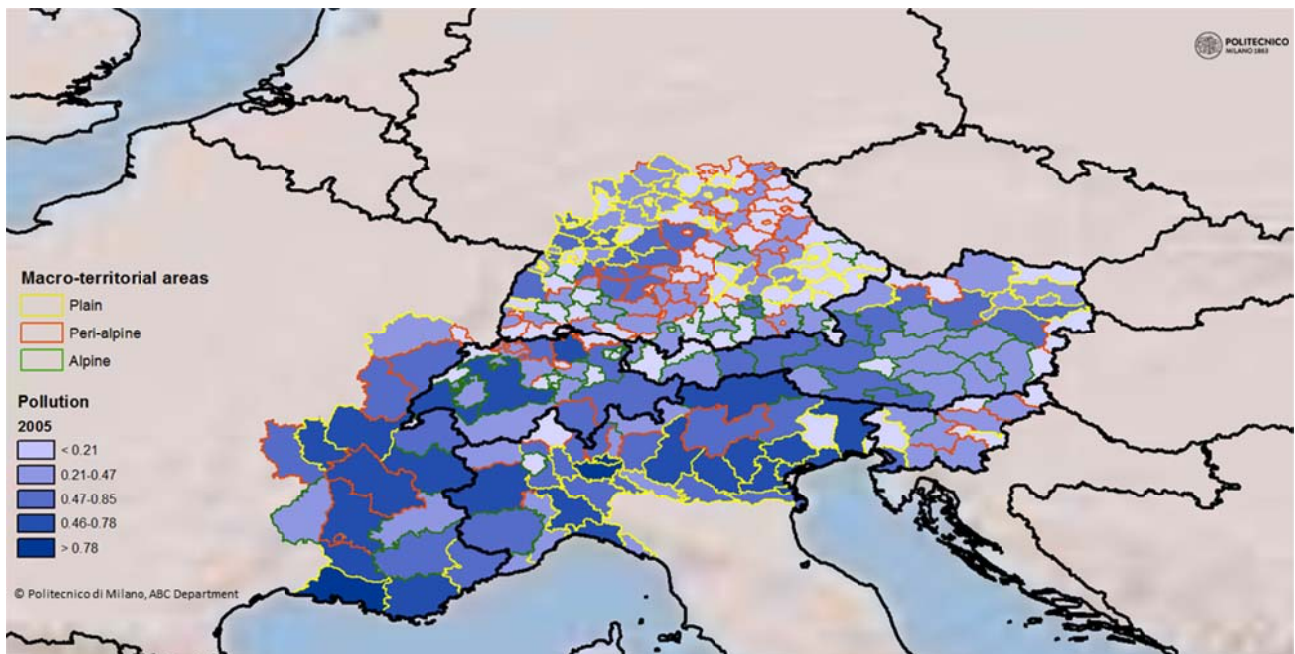 POLITECNICO
MILANO 1863
Macro-territorial areas
Plain
Peri-alpine
Alpine
Pollution
2005
< 0.21
0.21-0.47
0.47-0.85
0.46-0.78
> 0.78
© Politecnico di Milano, ABC Department